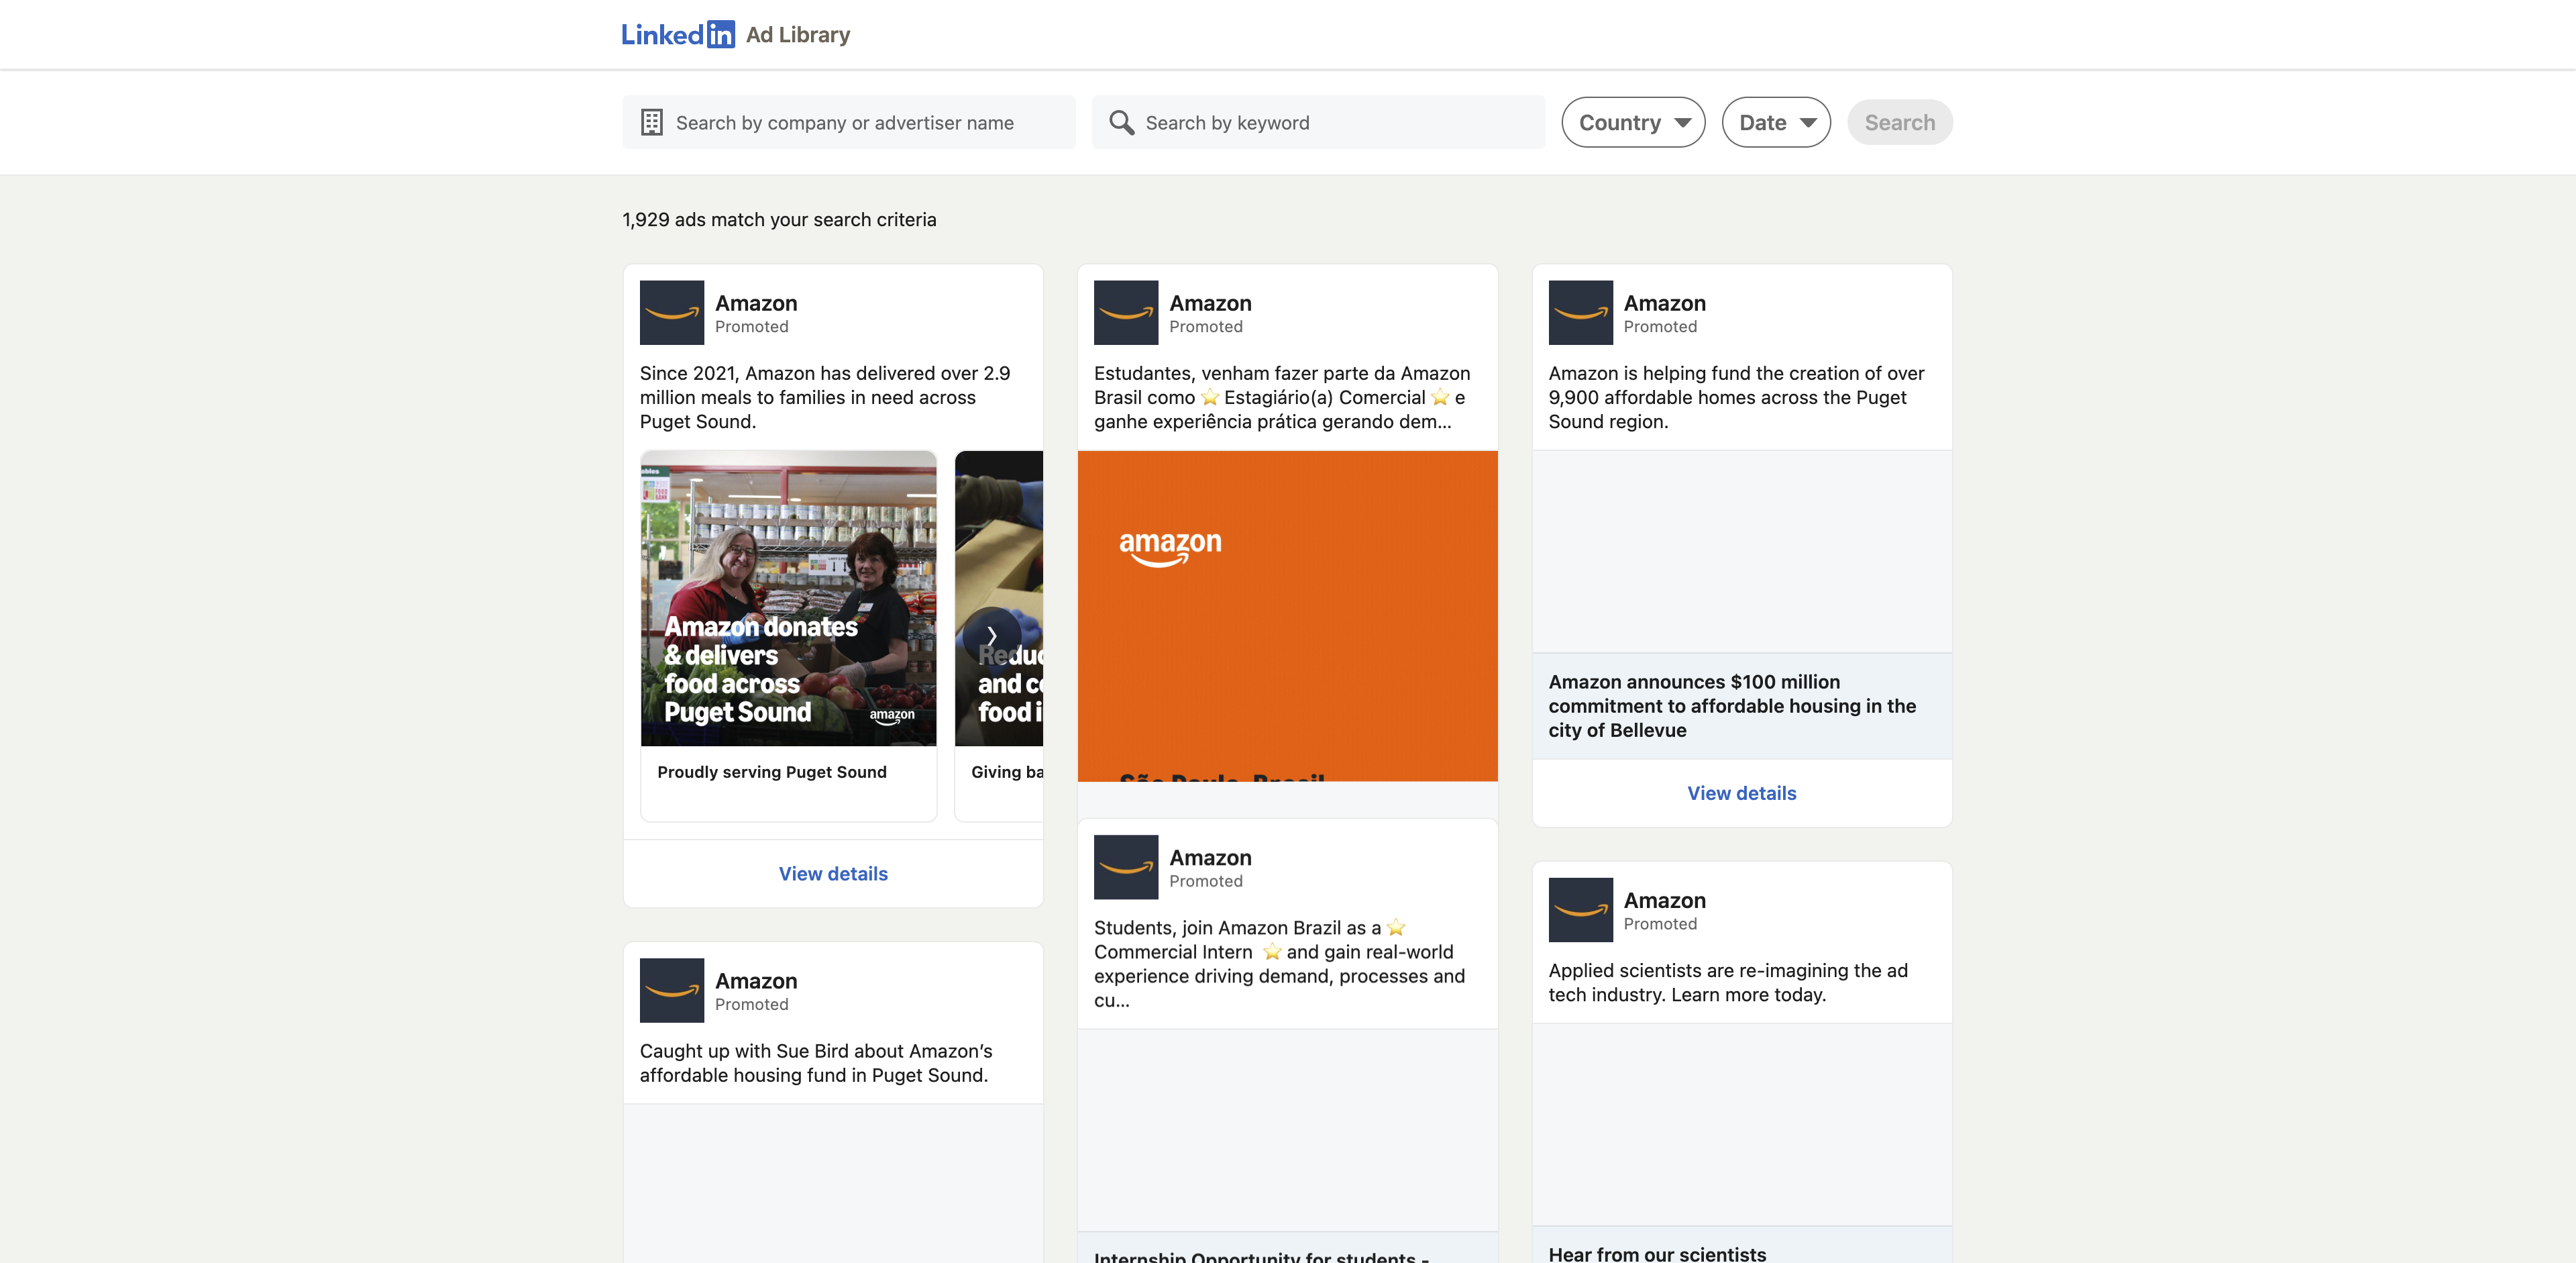 Linkedin Ad Library
Search by company or advertiser name
Search by keyword
Country
Date
Search
1,929 ads match your search criteria
Amazon
Promoted
Since 2021, Amazon has delivered over 2.9
million meals to families in need across
Puget Sound.
Amazon donates
& delivers
food across
Puget Sound
amazon
Proudly serving Puget Sound
Reduc
and c
food i
Giving ba
View details
Amazon
Promoted
Caught up with Sue Bird about Amazon’s
affordable housing fund in Puget Sound.
Amazon
Promoted
Estudantes, venham fazer parte da Amazon
Brasil como ⭐ Estagiário(a) Comercial ⭐ e
ganhe experiência prática gerando dem...
amazon
São Paulo, Brasil
Amazon
Promoted
Students, join Amazon Brazil as a ⭐
Commercial Intern ⭐ and gain real-world
experience driving demand, processes and
cu...
Internship Opportunity for students -
Amazon
Promoted
Amazon is helping fund the creation of over
9,900 affordable homes across the Puget
Sound region.
Amazon announces $100 million
commitment to affordable housing in the
city of Bellevue
View details
Amazon
Promoted
Applied scientists are re-imagining the ad
tech industry. Learn more today.
Hear from our scientists